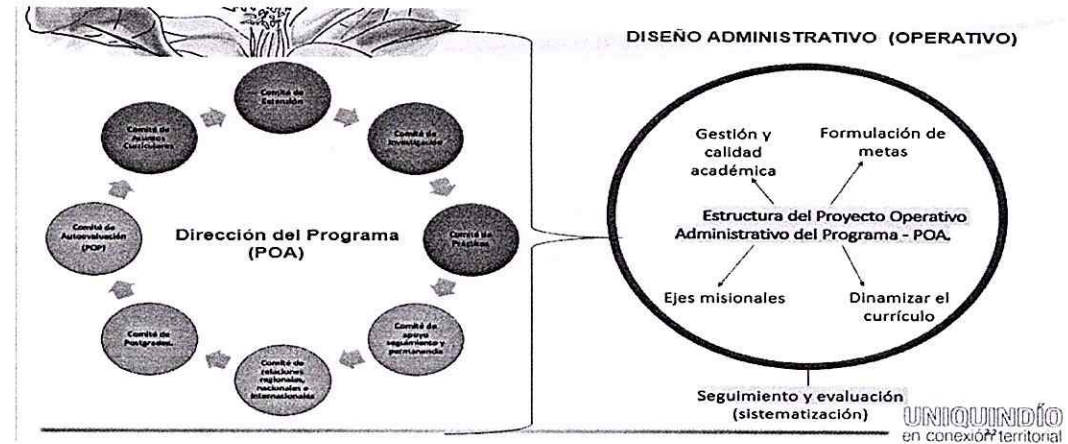 DISEÑO ADMINISTRATIVO (OPERATIVO)
Comité de
Extensión
Comité de
Investigación
Comité de
Prácticas
Comité de
apoyo
seguimiento y
permanencia
Comité de
relaciones
regionales,
nacionales e
internacionales
Comité de
Postgrados.
Comité de
Autoevaluación
(POP)
Comité de
Asuntos
Curriculares
Dirección del Programa
(POA)
Gestión y
calidad
académica
Formulación de
metas
Estructura del Proyecto Operativo
Administrativo del Programa - POA.
Ejes misionales
Dinamizar el
currículo
Seguimiento y evaluación
(sistematización)
UNIQUINDÍO
en conexión territorial
22